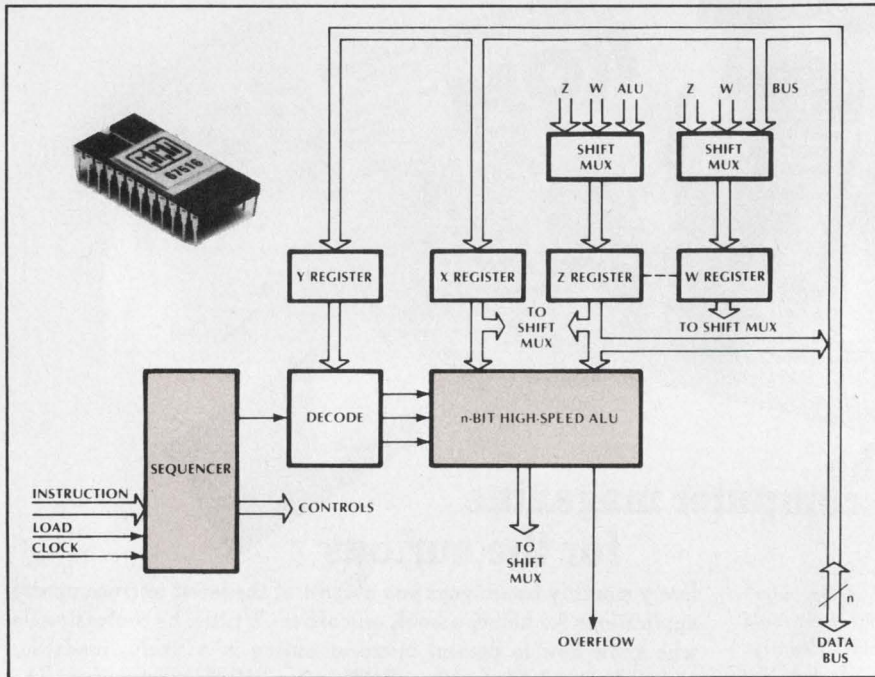 Z W ALU Z W BUS
SHIFT
MUX
SHIFT
MUX
67516
Y REGISTER
X REGISTER
Z REGISTER
W REGISTER
TO
SHIFT
MUX
TO SHIFT MUX
SEQUENCER
DECODE
n-BIT HIGH-SPEED ALU
INSTRUCTION
LOAD
CLOCK
CONTROLS
TO
SHIFT
MUX
OVERFLOW
n
DATA
BUS